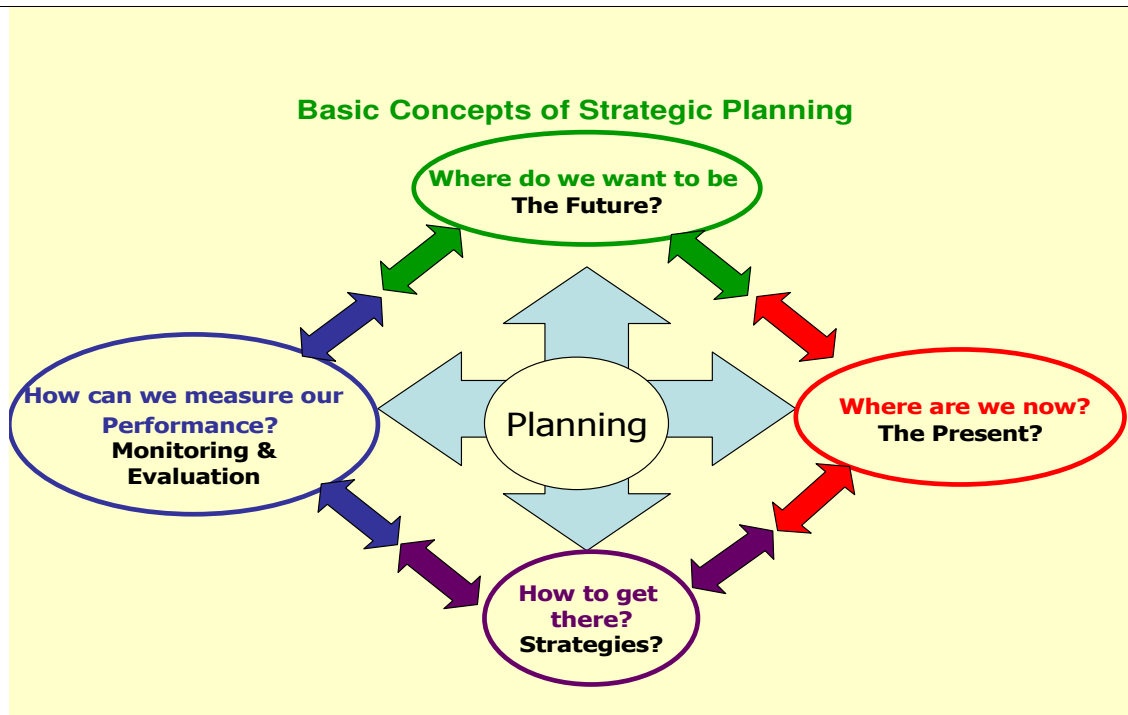 Basic Concepts of Strategic Planning
Where do we want to be
The Future?
How can we measure our
Performance?
Monitoring &
Evaluation
Planning
Where are we now?
The Present?
How to get
there?
Strategies?